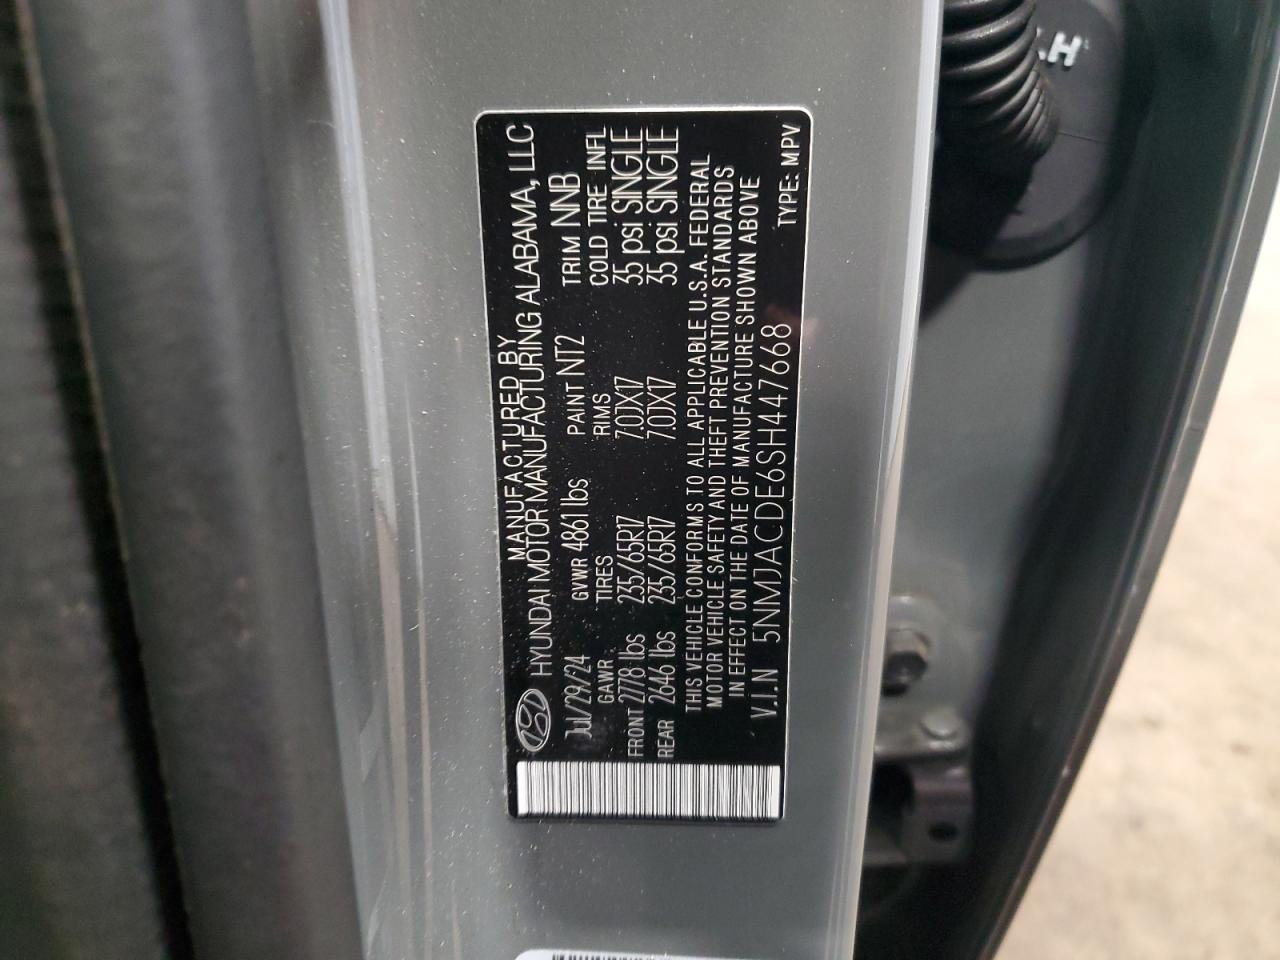 MANUFACTURED BY
HYUNDAI MOTOR MANUFACTURING ALABAMA, LLC
Jul/29/24 GVWR 4861 lbs PAINT NT2 TRIM NNB
GAWR TIRES RIMS COLD TIRE INFL
FRONT 2778 lbs 235/65R17 7.0JX17 35 psi SINGLE
REAR 2646 lbs 235/65R17 7.0JX17 35 psi SINGLE
THIS VEHICLE CONFORMS TO ALL APPLICABLE U.S.A. FEDERAL
MOTOR VEHICLE SAFETY AND THEFT PREVENTION STANDARDS
IN EFFECT ON THE DATE OF MANUFACTURE SHOWN ABOVE
V.I.N 5NMJACDE6SH447668 TYPE: MPV
LH